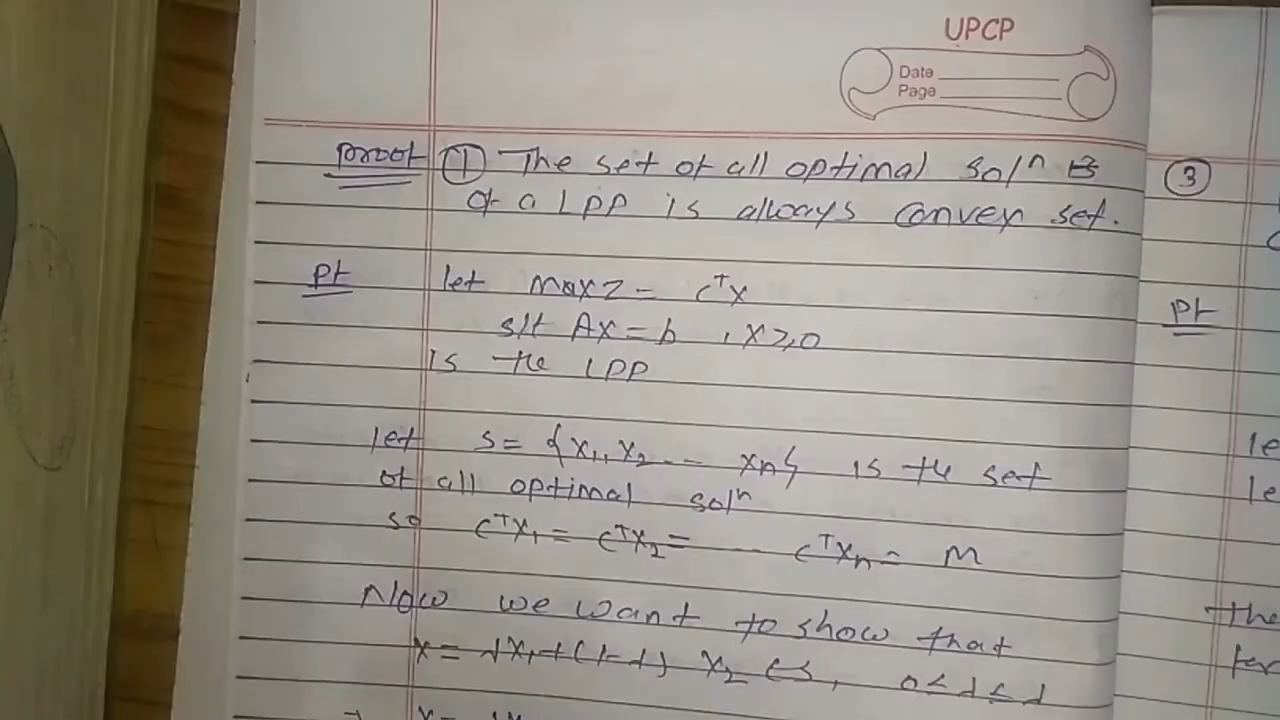 UPCP
Date
Page
proof ① The set of all optimal solⁿ is
of a LPP is always convex set.
③
pf let max Z = cᵀx
s/t Ax = b , x ≥ 0
pf
is the LPP
let S = {x₁, x₂ -- xₙ} is the set
of all optimal solⁿ
so cᵀx₁ = cᵀx₂ = --- cᵀxₙ = M
Now we want to show that
x = λx₁ + (1-λ) x₂ ∈ S, 0 ≤ λ ≤ 1
le
le
The
for